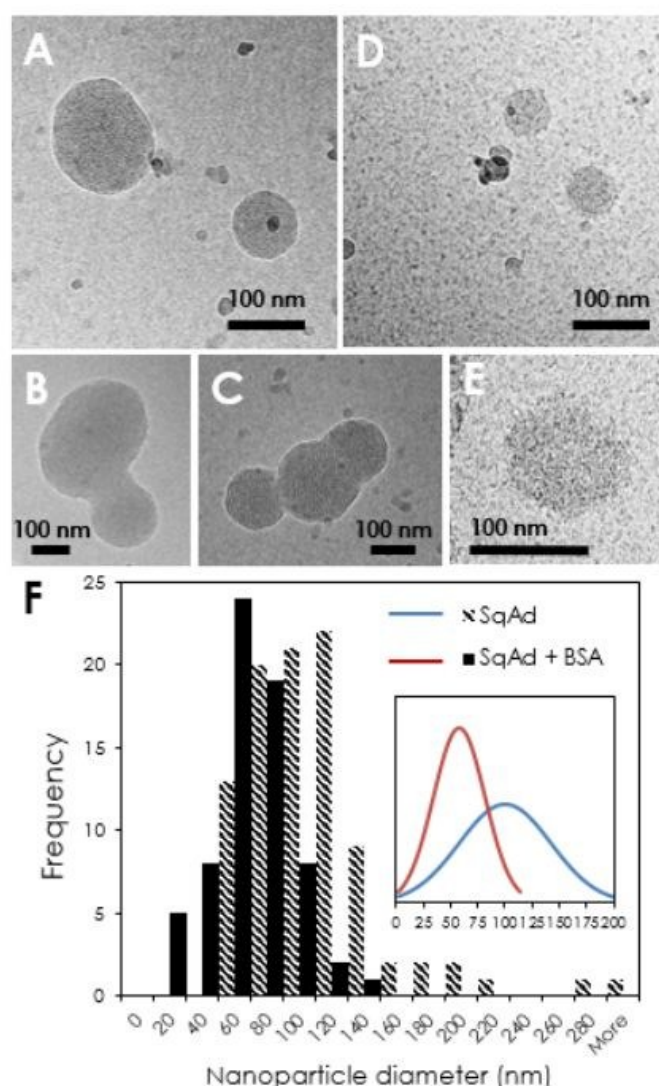 A
D
100 nm
100 nm
B
C
E
100 nm
100 nm
100 nm
F
25
20
15
10
5
0
Frequency
SqAd
SqAd + BSA
0 25 50 75 100 125 150 175 200
0 20 40 60 80 100 120 140 160 180 200 220 240 260 280 More
Nanoparticle diameter (nm)